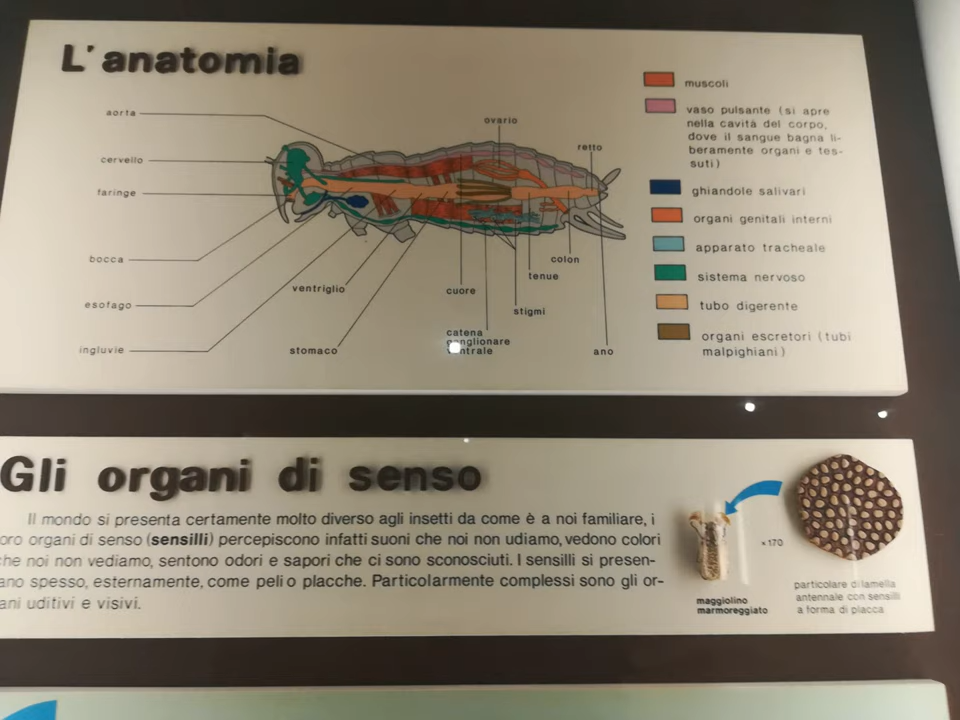 L'anatomia
aorta
cervello
faringe
bocca
esofago
ingluvie
ventriglio
stomaco
ovario
retto
cuore
catena
ganglionare
ventrale
stigmi
tenue
colon
ano
muscoli
vaso pulsante (si apre
nella cavità del corpo,
dove il sangue bagna li-
beramente organi e tes-
suti)
ghiandole salivari
organi genitali interni
apparato tracheale
sistema nervoso
tubo digerente
organi escretori (tubi
malpighiani)
Gli organi di senso
Il mondo si presenta certamente molto diverso agli insetti da come è a noi familiare, i
oro organi di senso (sensilli) percepiscono infatti suoni che noi non udiamo, vedono colori
che noi non vediamo, sentono odori e sapori che ci sono sconosciuti. I sensilli si presen-
ano spesso, esternamente, come peli o placche. Particolarmente complessi sono gli or-
ani uditivi e visivi.
×170
maggiolino
marmoreggiato
particolare di lamella
antennale con sensilli
a forma di placca